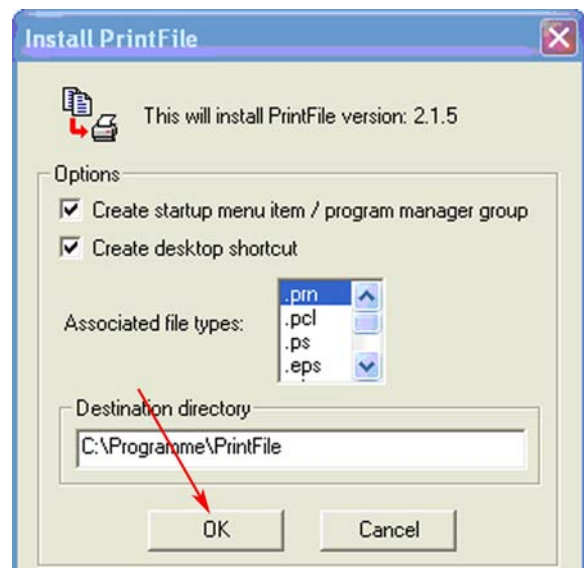 Install PrintFile
This will install PrintFile version: 2.1.5
Options
Create startup menu item / program manager group
Create desktop shortcut
Associated file types:
.prn
.pcl
.ps
.eps
Destination directory
C:\Programme\PrintFile
OK
Cancel